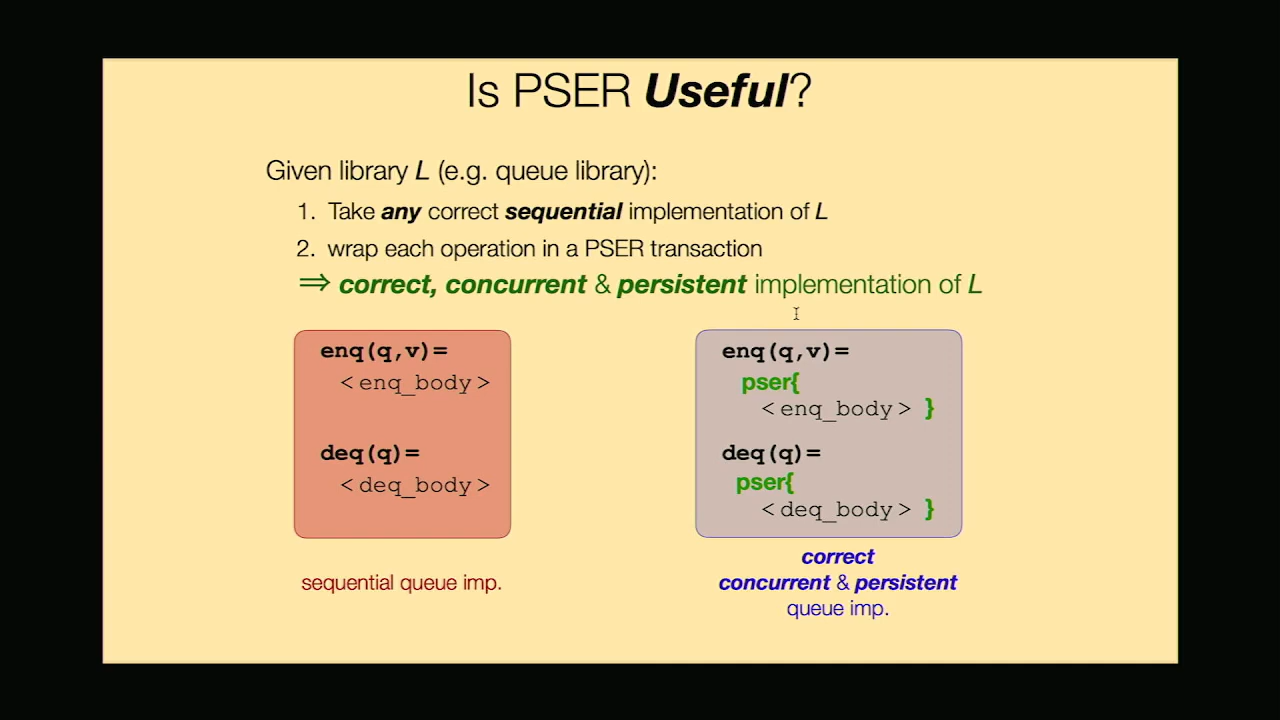 Is PSER Useful?
Given library L (e.g. queue library):
1. Take any correct sequential implementation of L
2. wrap each operation in a PSER transaction
⇒ correct, concurrent & persistent implementation of L
enq(q,v)=
<enq_body>
deq(q)=
<deq_body>
sequential queue imp.
enq(q,v)=
pser{
<enq_body> }
deq(q)=
pser{
<deq_body> }
correct
concurrent & persistent
queue imp.